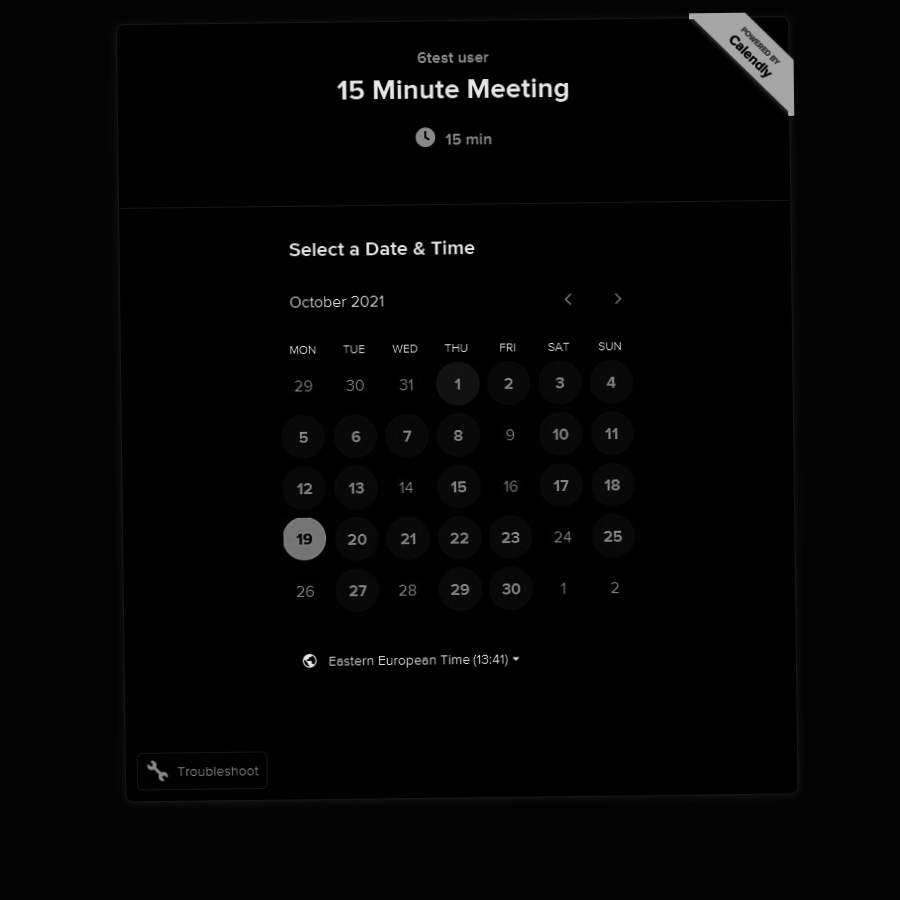 6test user
15 Minute Meeting
15 min
POWERED BY
Calendly
Select a Date & Time
October 2021
MON TUE WED THU FRI SAT SUN
29 30 31 1 2 3 4
5 6 7 8 9 10 11
12 13 14 15 16 17 18
19 20 21 22 23 24 25
26 27 28 29 30 1 2
Eastern European Time (13:41)
Troubleshoot